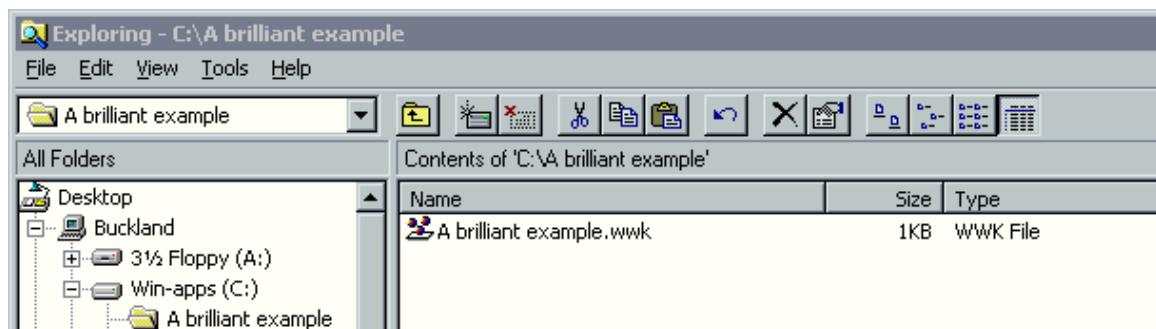 Exploring - C:\A brilliant example
File Edit View Tools Help
A brilliant example
All Folders
Contents of 'C:\A brilliant example'
Desktop
Buckland
3½ Floppy (A:)
Win-apps (C:)
A brilliant example
Name Size Type
A brilliant example.wwk 1KB WWK File